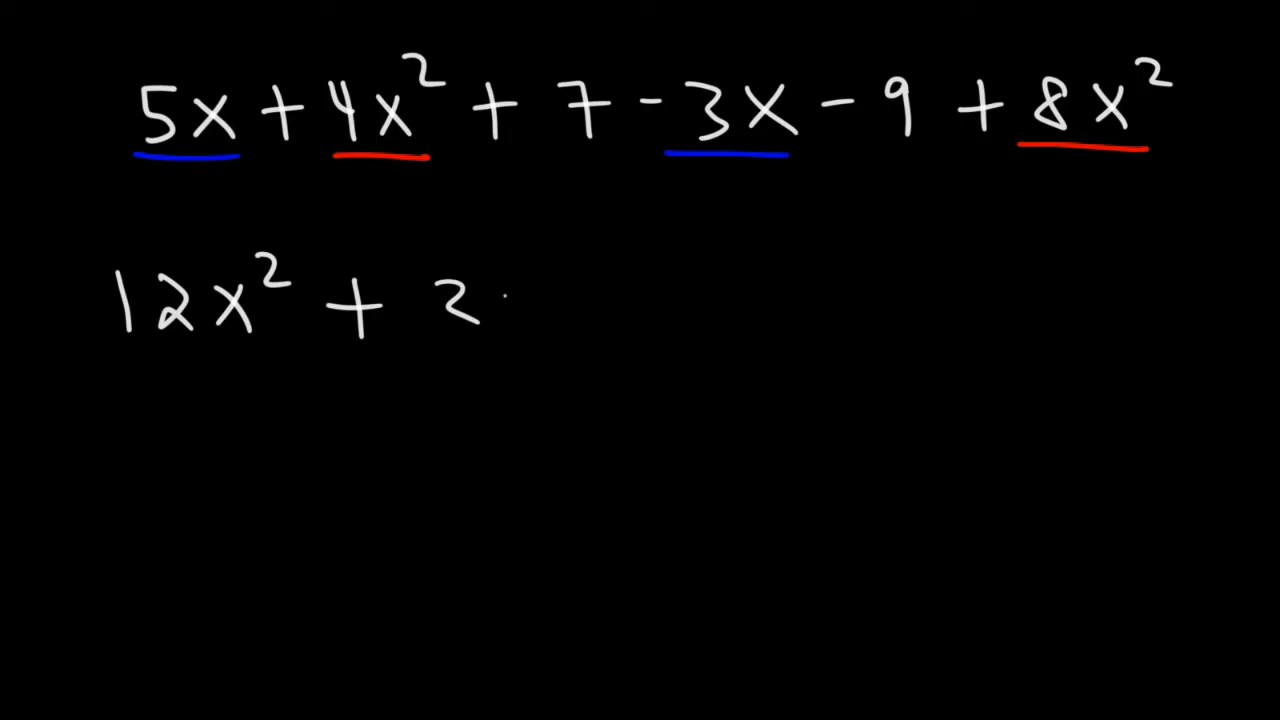 5x + 4x² + 7 - 3x - 9 + 8x²
12x² + 2